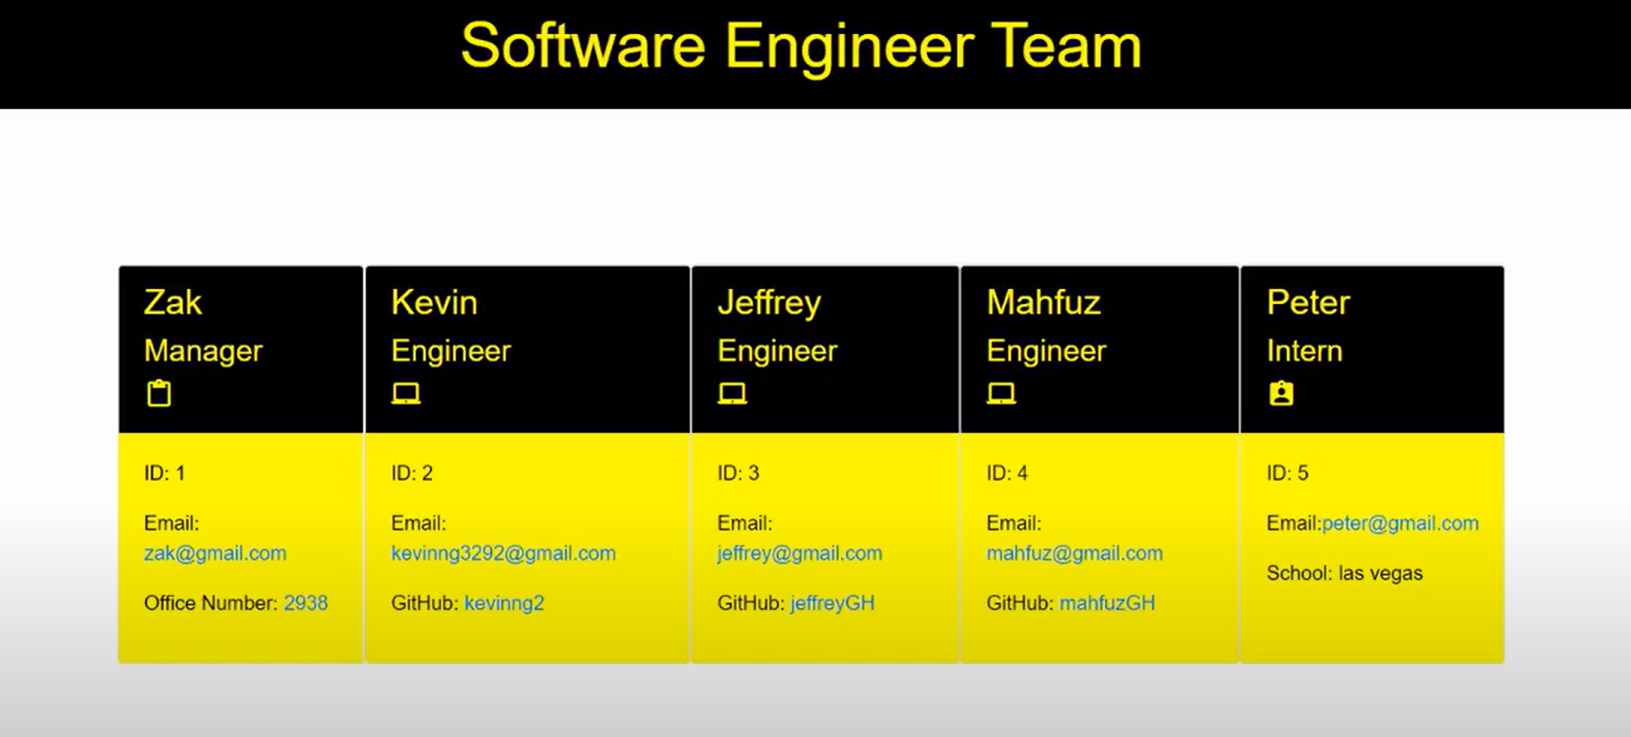 Software Engineer Team
Zak
Manager
ID: 1
Email:
zak@gmail.com
Office Number: 2938
Kevin
Engineer
ID: 2
Email:
kevinng3292@gmail.com
GitHub: kevinng2
Jeffrey
Engineer
ID: 3
Email:
jeffrey@gmail.com
GitHub: jeffreyGH
Mahfuz
Engineer
ID: 4
Email:
mahfuz@gmail.com
GitHub: mahfuzGH
Peter
Intern
ID: 5
Email:peter@gmail.com
School: las vegas